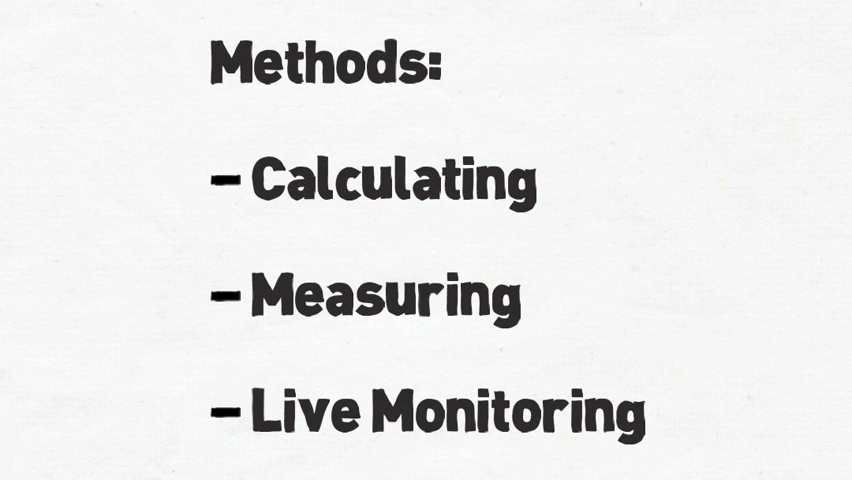 Methods:
- Calculating
- Measuring
- Live Monitoring